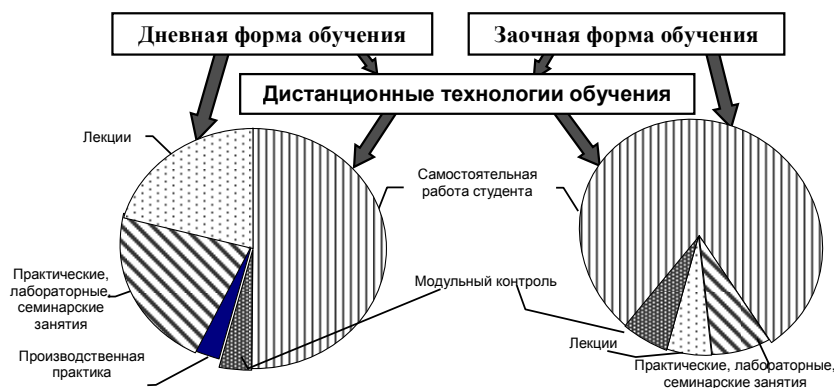 Дневная форма обучения
Заочная форма обучения
Дистанционные технологии обучения
Лекции
Самостоятельная
работа студента
Практические,
лабораторные,
семинарские
занятия
Модульный контроль
Производственная
практика
Лекции
Практические, лабораторные,
семинарские занятия